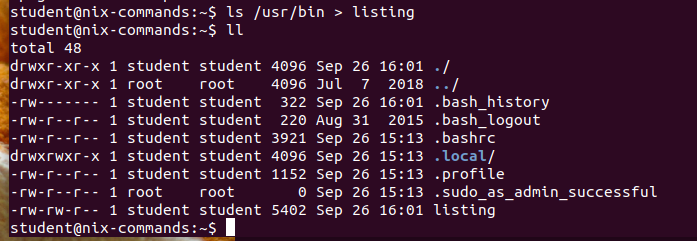 student@nix-commands:~$ ls /usr/bin > listing
student@nix-commands:~$ ll
total 48
drwxr-xr-x 1 student student 4096 Sep 26 16:01 ./
drwxr-xr-x 1 root    root    4096 Jul  7  2018 ../
-rw------- 1 student student  322 Sep 26 16:01 .bash_history
-rw-r--r-- 1 student student  220 Aug 31  2015 .bash_logout
-rw-r--r-- 1 student student 3921 Sep 26 15:13 .bashrc
drwxrwxr-x 1 student student 4096 Sep 26 15:13 .local/
-rw-r--r-- 1 student student 1152 Sep 26 15:13 .profile
-rw-r--r-- 1 root    root       0 Sep 26 15:13 .sudo_as_admin_successful
-rw-rw-r-- 1 student student 5402 Sep 26 16:01 listing
student@nix-commands:~$